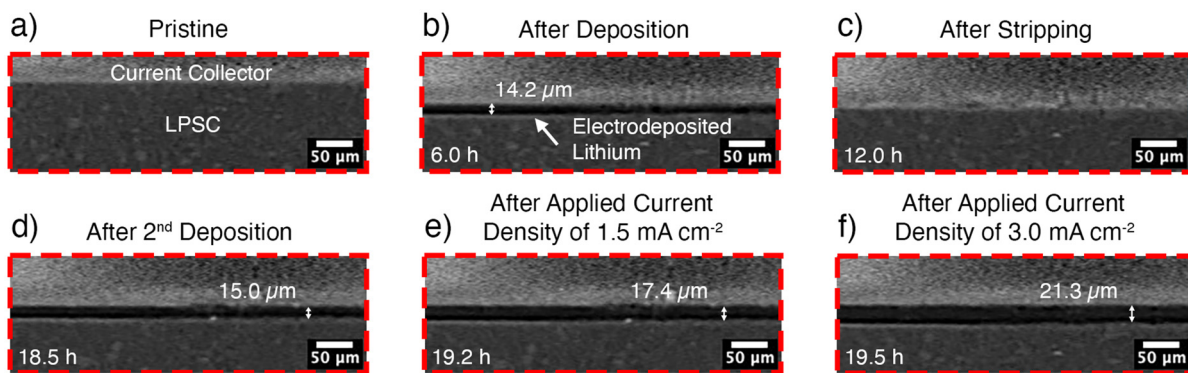 a) Pristine
Current Collector
LPSC
50 µm
b) After Deposition
14.2 µm
Electrodeposited
Lithium
6.0 h
50 µm
c) After Stripping
12.0 h
50 µm
d) After 2nd Deposition
15.0 µm
18.5 h
50 µm
e) After Applied Current
Density of 1.5 mA cm-2
17.4 µm
19.2 h
50 µm
f) After Applied Current
Density of 3.0 mA cm-2
21.3 µm
19.5 h
50 µm